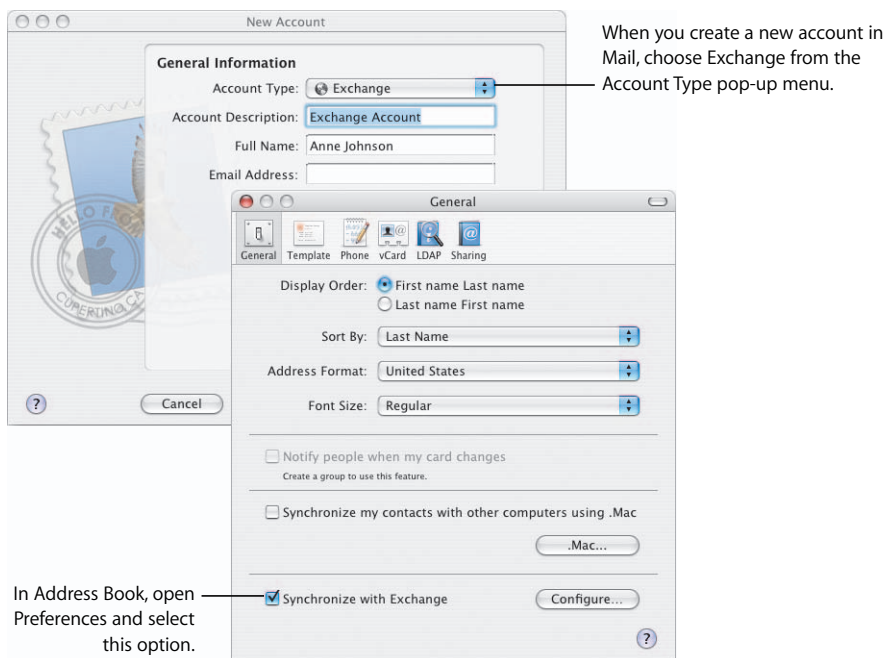 New Account
When you create a new account in
Mail, choose Exchange from the
Account Type pop-up menu.
General Information
Account Type: Exchange
Account Description: Exchange Account
Full Name: Anne Johnson
Email Address:
HELLO FROM
CUPERTINO, CA
Cancel
General
General Template Phone vCard LDAP Sharing
Display Order: First name Last name
Last name First name
Sort By: Last Name
Address Format: United States
Font Size: Regular
Notify people when my card changes
Create a group to use this feature.
Synchronize my contacts with other computers using .Mac
.Mac...
In Address Book, open
Preferences and select
this option.
Synchronize with Exchange
Configure...